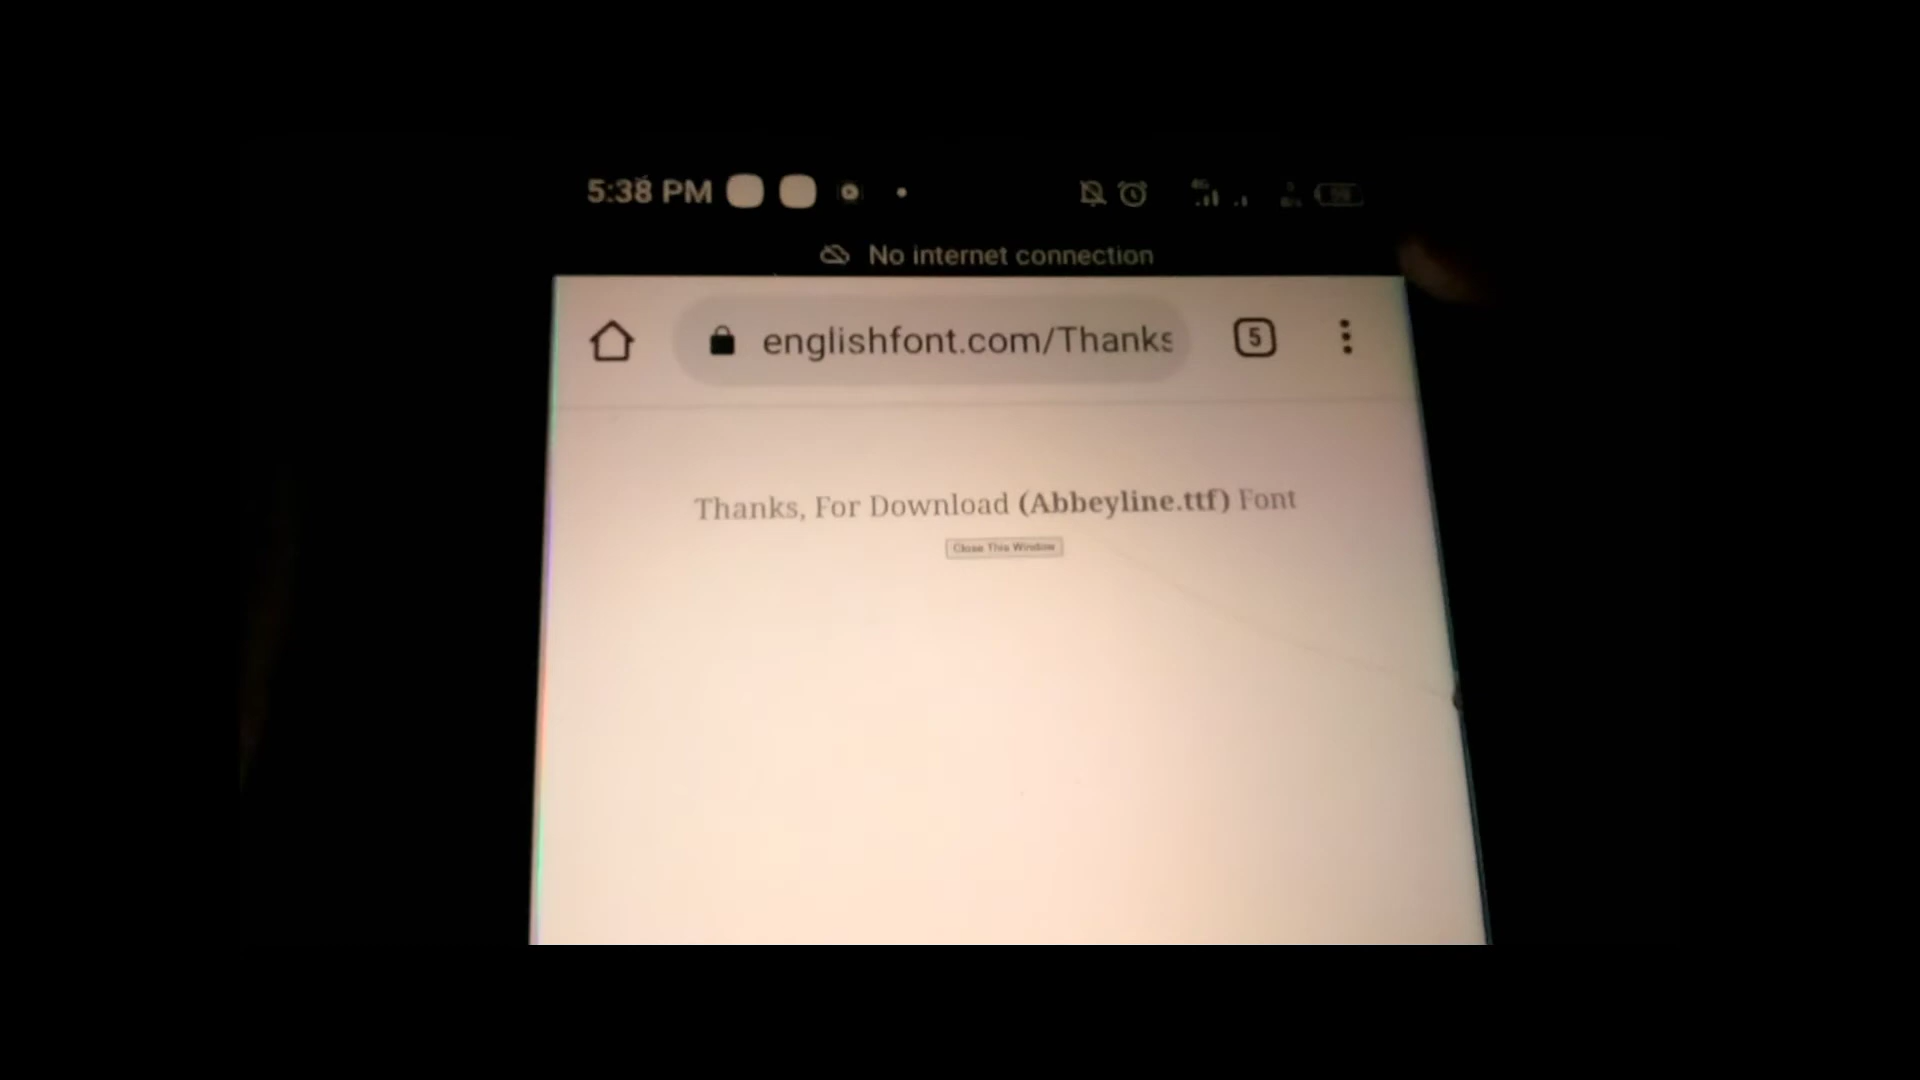 5:38 PM
No internet connection
englishfont.com/Thanks
5
Thanks, For Download (Abbeyline.ttf) Font
Close This Window